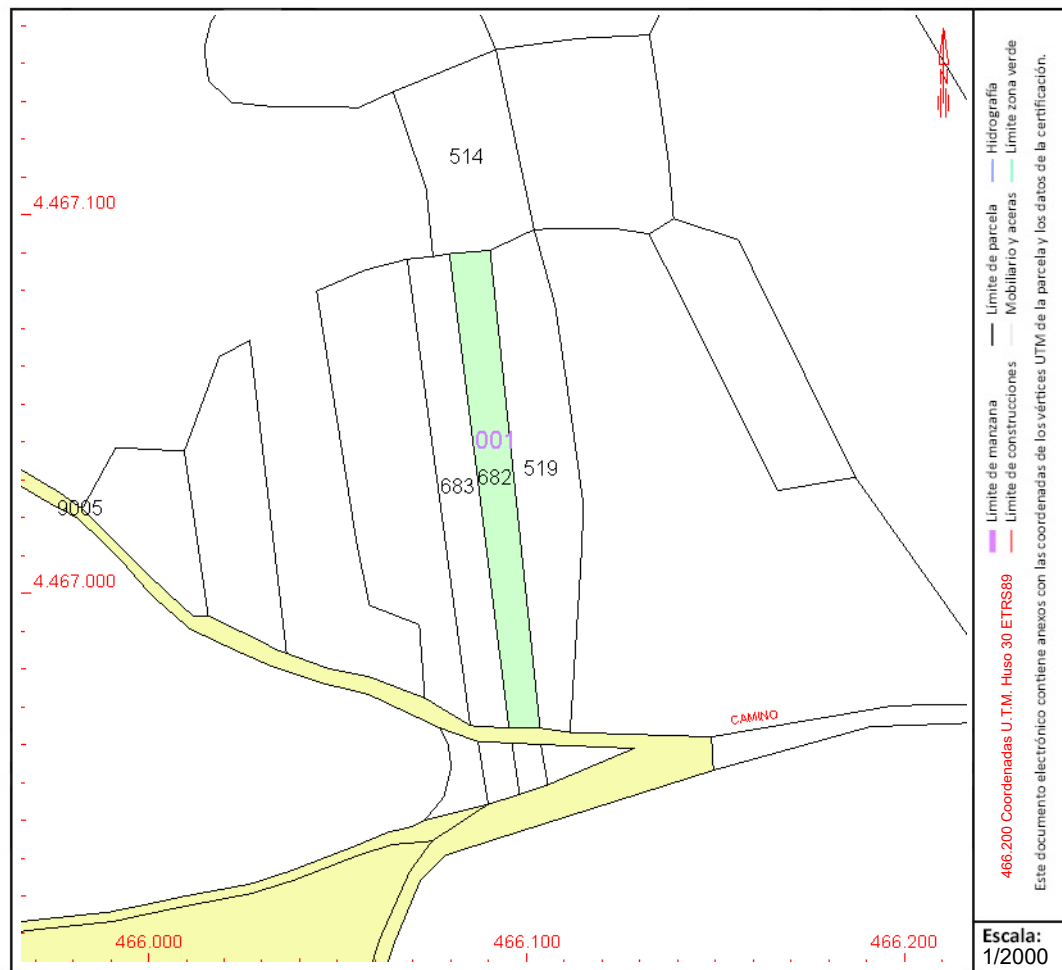 514
4.467.100
001
519
682
683
9005
4.467.000
CAMINO
466.000
466.100
466.200
Hidrografía
Límite zona verde
Límite de parcela
Mobiliario y aceras
Límite de manzana
Límite de construcciones
466.200 Coordenadas U.T.M. Huso 30 ETRS89
Este documento electrónico contiene anexos con las coordenadas de los vértices UTM de la parcela y los datos de la certificación.
Escala:
1/2000